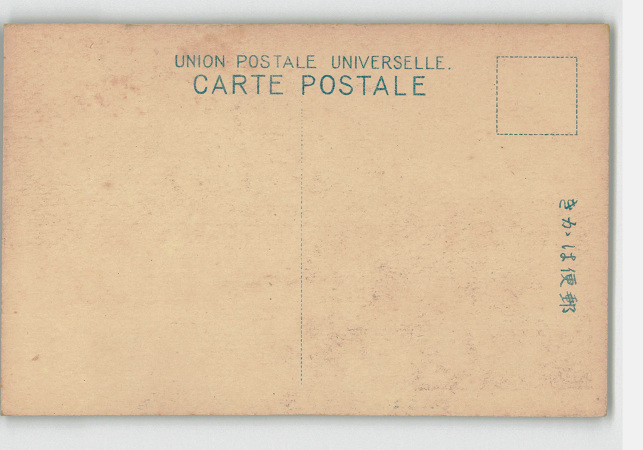 UNION POSTALE UNIVERSELLE.
CARTE POSTALE
郵便はがき